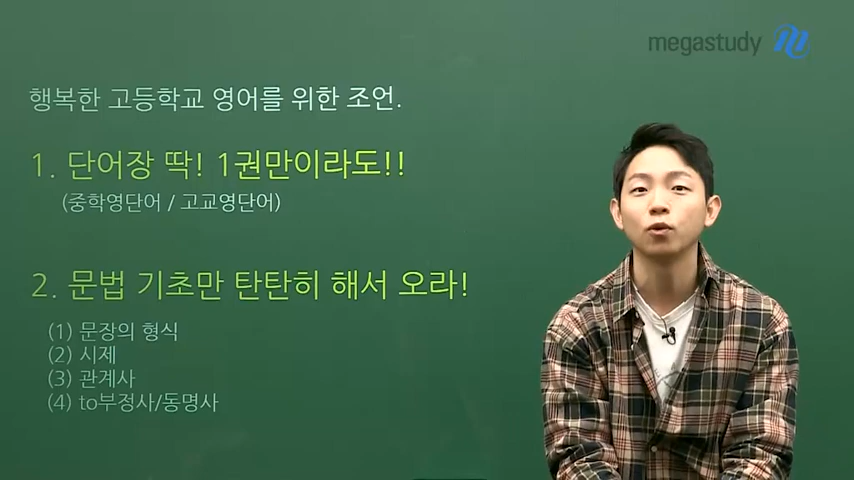 megastudy
행복한 고등학교 영어를 위한 조언.
1. 단어장 딱! 1권만이라도!!
(중학영단어 / 고교영단어)
2. 문법 기초만 탄탄히 해서 오라!
(1) 문장의 형식
(2) 시제
(3) 관계사
(4) to부정사/동명사